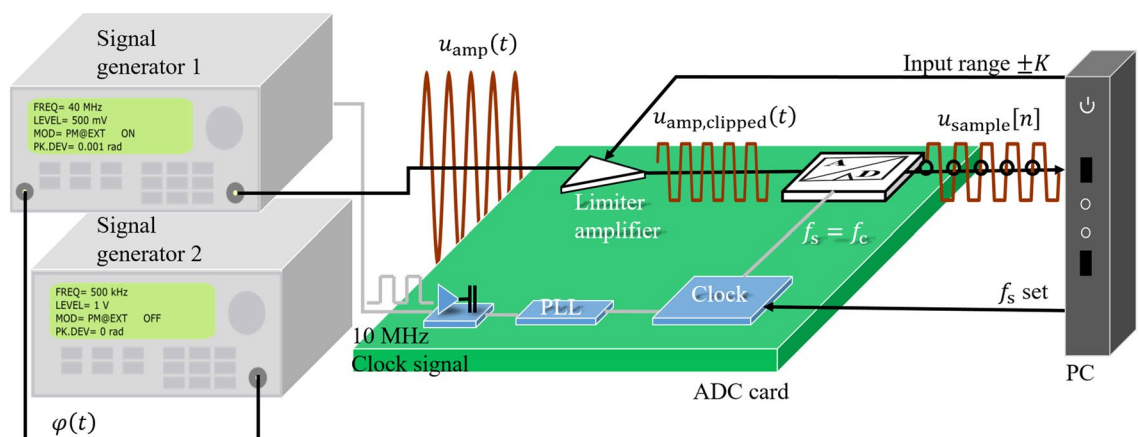 Signal
generator 1
FREQ= 40 MHz
LEVEL= 500 mV
MOD= PM@EXT ON
PK.DEV= 0.001 rad
u_amp(t)
Input range ±K
u_amp,clipped(t)
u_sample[n]
A
AD
Limiter
amplifier
f_s = f_c
Signal
generator 2
FREQ= 500 kHz
LEVEL= 1 V
MOD= PM@EXT OFF
PK.DEV= 0 rad
PLL
Clock
f_s set
10 MHz
Clock signal
ADC card
PC
φ(t)